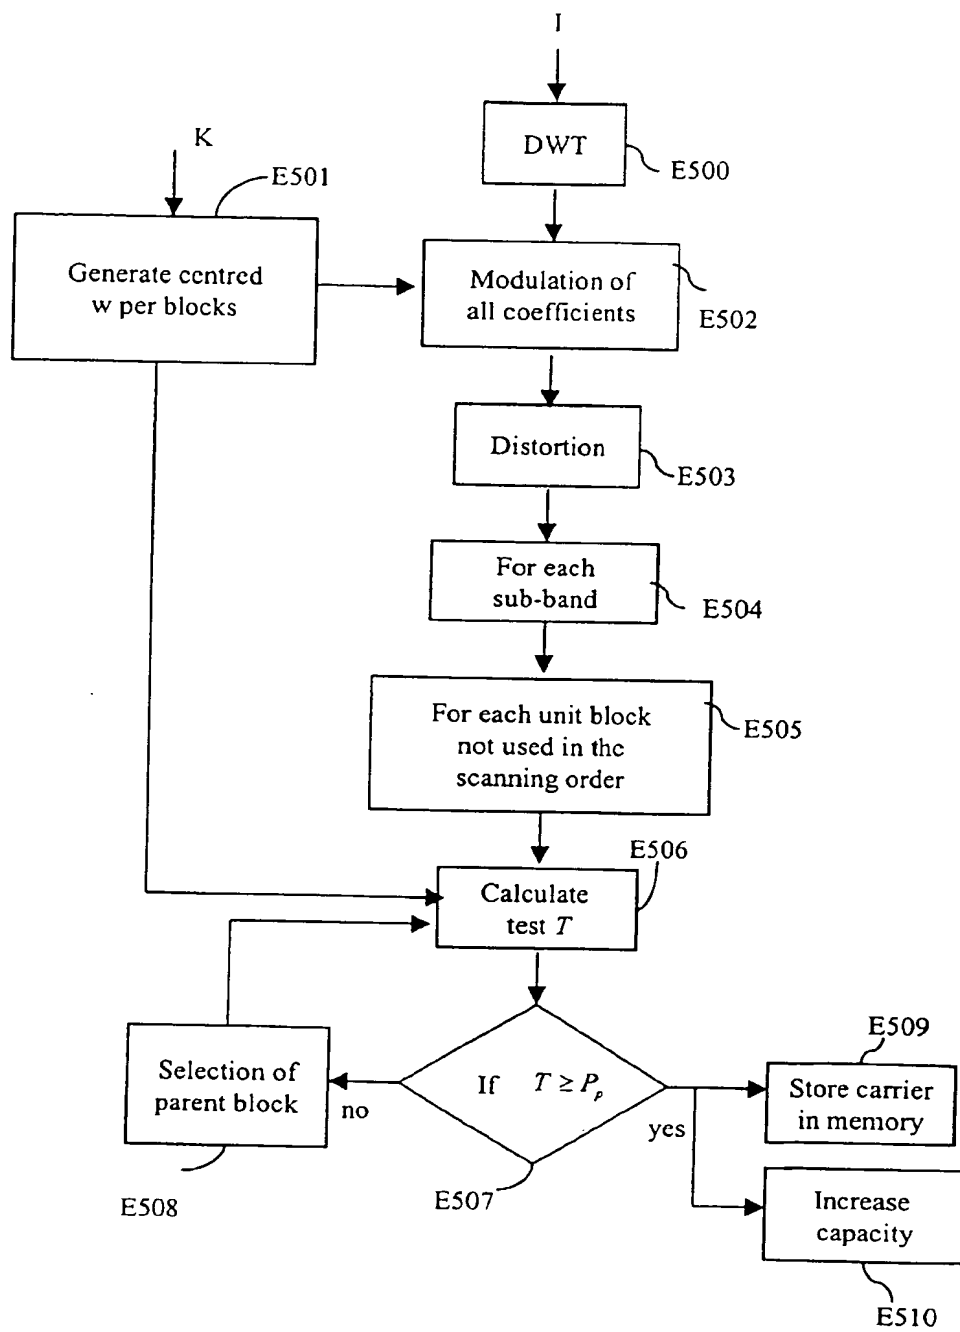 I
DWT
E500
K
E501
Generate centred
w per blocks
Modulation of
all coefficients
E502
Distortion
E503
For each
sub-band
E504
For each unit block
not used in the
scanning order
E505
E506
Calculate
test T
If T ≥ P_p
no
yes
E507
Selection of
parent block
E508
E509
Store carrier
in memory
Increase
capacity
E510